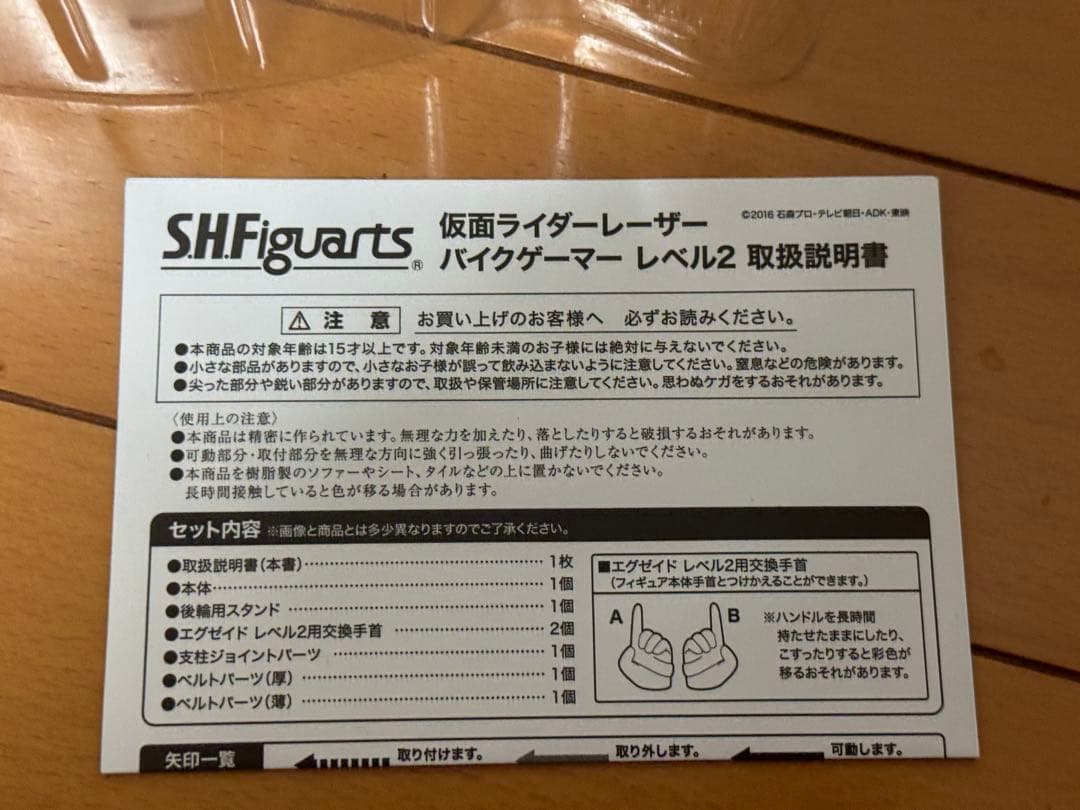 S.H.Figuarts®
仮面ライダーレーザー
バイクゲーマー レベル2 取扱説明書
©2016 石森プロ・テレビ朝日・ADK・東映
⚠ 注意 お買い上げのお客様へ 必ずお読みください。
●本商品の対象年齢は15才以上です。対象年齢未満のお子様には絶対に与えないでください。
●小さな部品がありますので、小さなお子様が誤って飲み込まないように注意してください。窒息などの危険があります。
●尖った部分や鋭い部分がありますので、取扱や保管場所に注意してください。思わぬケガをするおそれがあります。
〈使用上の注意〉
●本商品は精密に作られています。無理な力を加えたり、落としたりすると破損するおそれがあります。
●可動部分・取付部分を無理な方向に強く引っ張ったり、曲げたりしないでください。
●本商品を樹脂製のソファーやシート、タイルなどの上に置かないでください。
長時間接触していると色が移る場合があります。
セット内容 ※画像と商品とは多少異なりますのでご了承ください。
●取扱説明書(本書)‥‥‥1枚
●本体‥‥‥1個
●後輪用スタンド‥‥‥1個
●エグゼイド レベル2用交換手首‥‥‥2個
●支柱ジョイントパーツ‥‥‥1個
●ベルトパーツ(厚)‥‥‥1個
●ベルトパーツ(薄)‥‥‥1個
■エグゼイド レベル2用交換手首
(フィギュア本体手首とつけかえることができます。)
A B
※ハンドルを長時間
持たせたままにしたり、
こすったりすると彩色が
移るおそれがあります。
矢印一覧 取り付けます。 取り外します。 可動します。